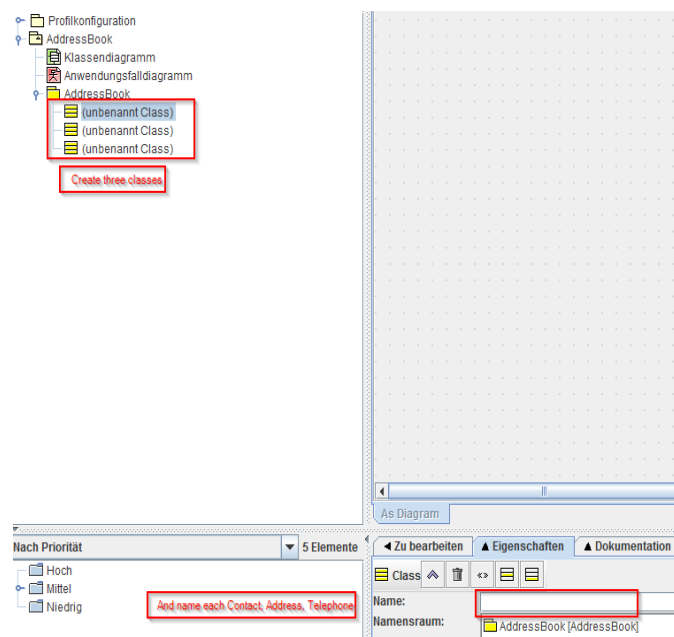 Profilkonfiguration
AddressBook
Klassendiagramm
Anwendungsfalldiagramm
AddressBook
(unbenannt Class)
(unbenannt Class)
(unbenannt Class)
Create three classes
As Diagram
Nach Priorität 5 Elemente
Hoch
Mittel
Niedrig
And name each Contact, Address, Telephone
Zu bearbeiten Eigenschaften Dokumentation
Class
Name:
Namensraum: AddressBook [AddressBook]